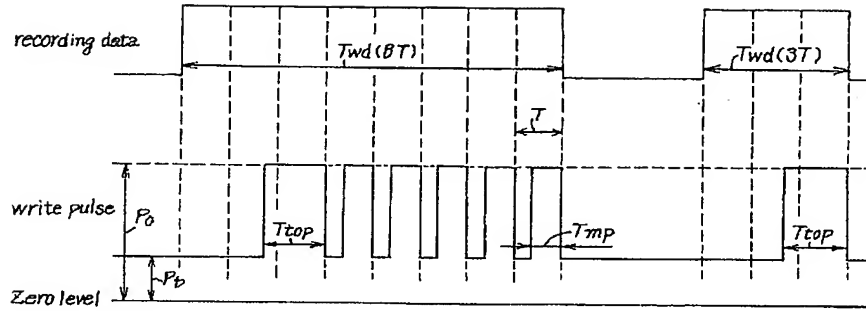 recording data
Twd(8T)
Twd(3T)
T
write pulse
Po
Ttop
Tmp
Ttop
Pb
Zero level